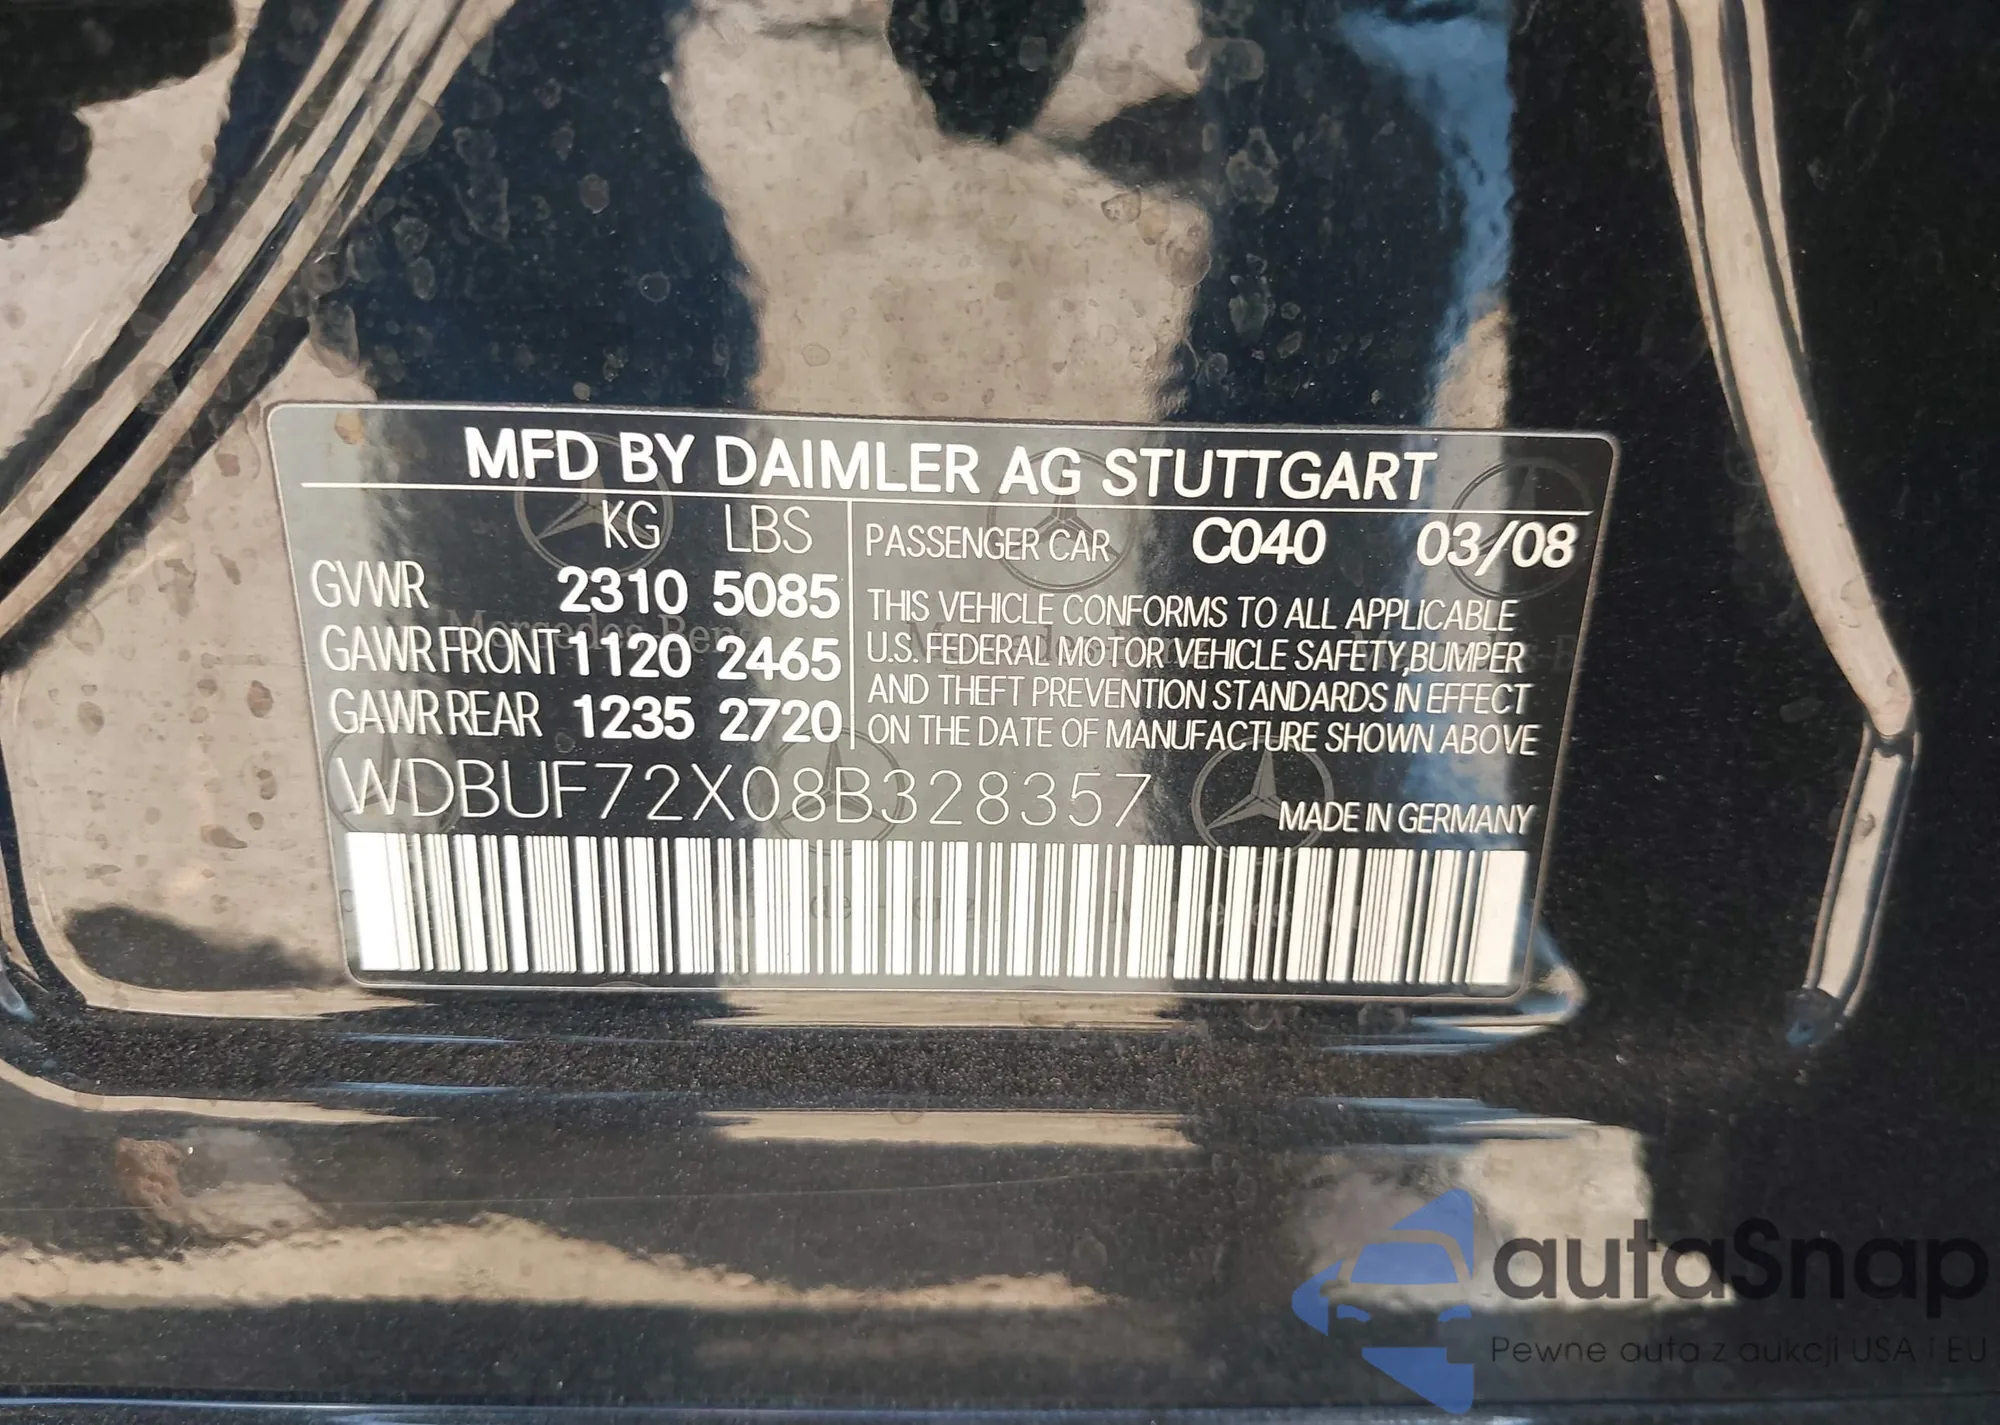 MFD BY DAIMLER AG STUTTGART
KG LBS
GVWR 2310 5085
GAWR FRONT 1120 2465
GAWR REAR 1235 2720
PASSENGER CAR C040 03/08
THIS VEHICLE CONFORMS TO ALL APPLICABLE
U.S. FEDERAL MOTOR VEHICLE SAFETY,BUMPER
AND THEFT PREVENTION STANDARDS IN EFFECT
ON THE DATE OF MANUFACTURE SHOWN ABOVE
WDBUF72X08B328357
MADE IN GERMANY
autaSnap
Pewne auta z aukcji USA i EU